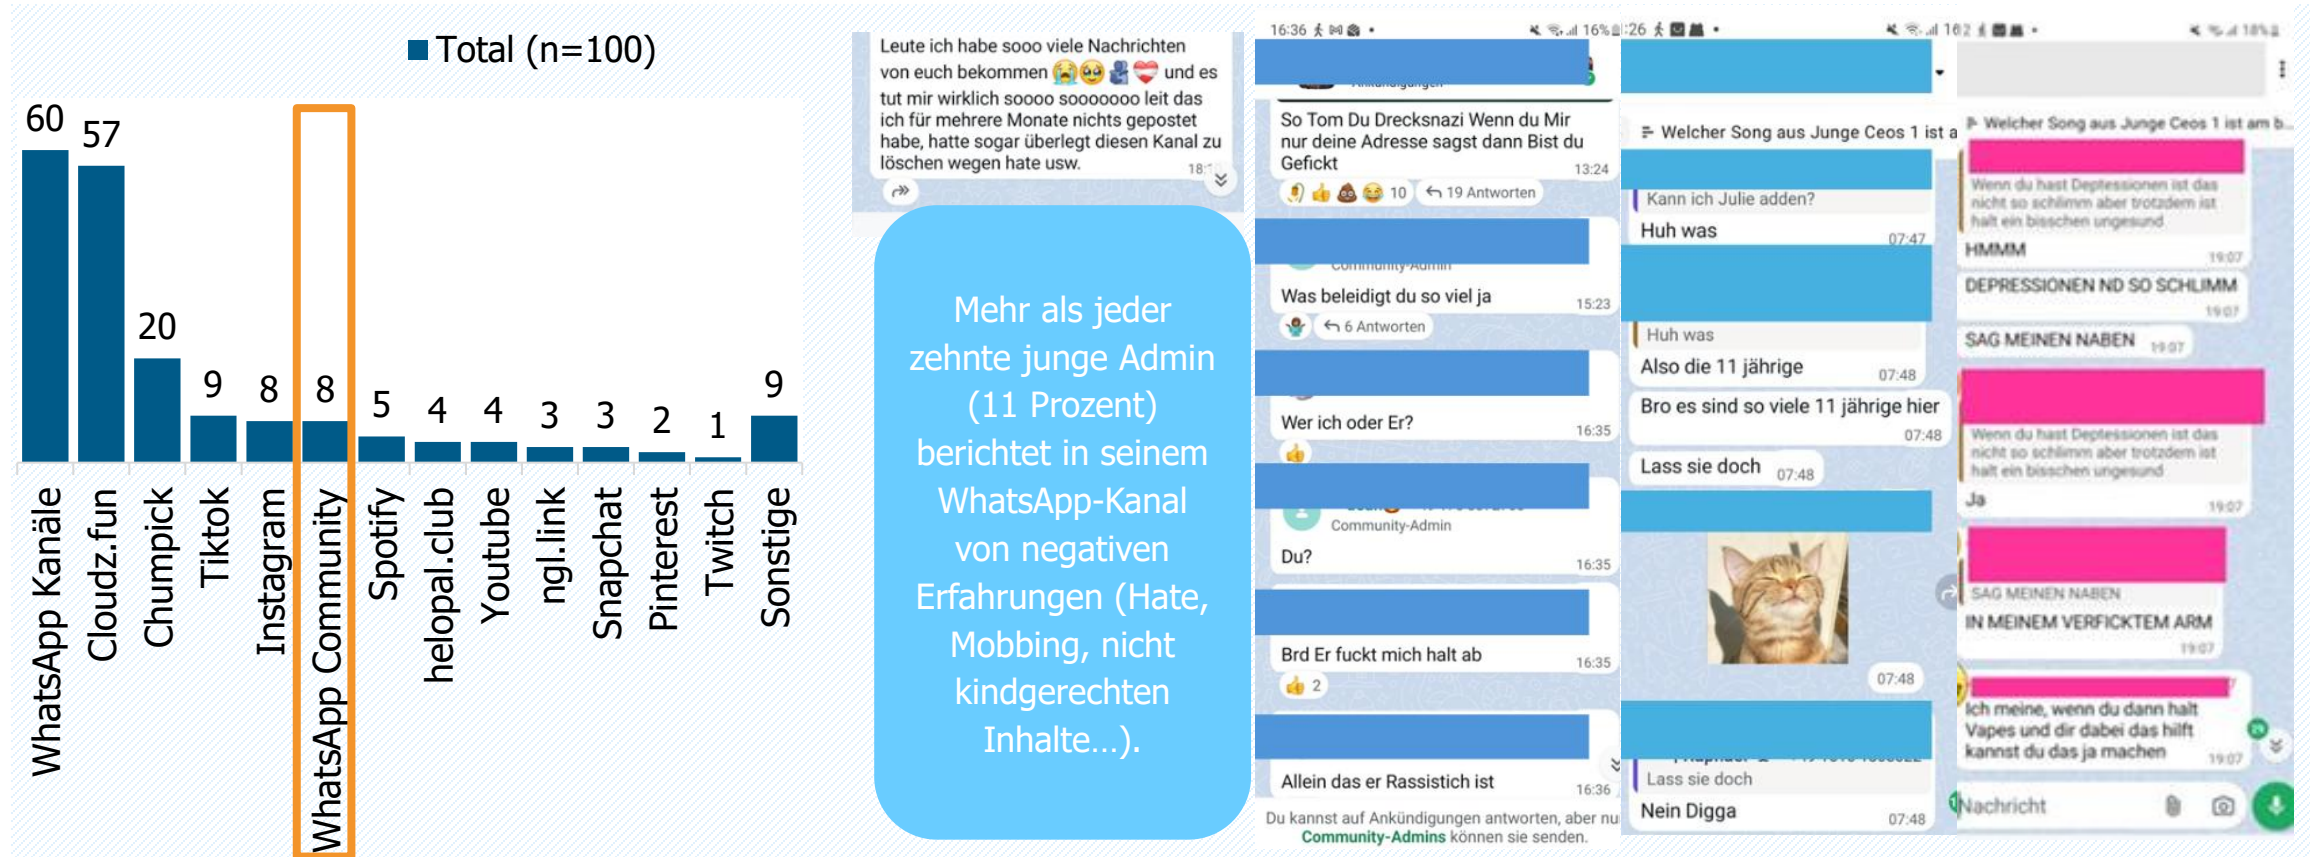 Total (n=100)
60
57
20
9
8
8
5
4
4
3
3
2
1
9
WhatsApp Kanäle
Cloudz.fun
Chumpick
Tiktok
Instagram
WhatsApp Community
Spotify
helopal.club
Youtube
ngl.link
Snapchat
Pinterest
Twitch
Sonstige
Leute ich habe sooo viele Nachrichten
von euch bekommen 😭🥹🫂❤️‍🩹 und es
tut mir wirklich soooo sooooooo leit das
ich für mehrere Monate nichts gepostet
habe, hatte sogar überlegt diesen Kanal zu
löschen wegen hate usw.
Mehr als jeder
zehnte junge Admin
(11 Prozent)
berichtet in seinem
WhatsApp-Kanal
von negativen
Erfahrungen (Hate,
Mobbing, nicht
kindgerechten
Inhalte…).
16:36
16%
So Tom Du Drecksnazi Wenn du Mir
nur deine Adresse sagst dann Bist du
Gefickt
13:24
10
19 Antworten
Community-Admin
Was beleidigt du so viel ja
15:23
6 Antworten
Wer ich oder Er?
16:35
Community-Admin
Du?
16:35
Brd Er fuckt mich halt ab
16:35
2
Allein das er Rassistich ist
16:36
Du kannst auf Ankündigungen antworten, aber nu
Community-Admins können sie senden.
:26
16
Welcher Song aus Junge Ceos 1 ist a
Kann ich Julie adden?
Huh was
07:47
Huh was
Also die 11 jährige
07:48
Bro es sind so viele 11 jährige hier
07:48
Lass sie doch
07:48
07:48
Lass sie doch
Nein Digga
07:48
18%
Welcher Song aus Junge Ceos 1 ist am b...
Wenn du hast Deptessionen ist das
nicht so schlimm aber trotzdem ist
halt ein bisschen ungesund
HMMM
19:07
DEPRESSIONEN ND SO SCHLIMM
19:07
SAG MEINEN NABEN
19:07
Wenn du hast Deptessionen ist das
nicht so schlimm aber trotzdem ist
halt ein bisschen ungesund
Ja
19:07
SAG MEINEN NABEN
IN MEINEM VERFICKTEM ARM
19:07
Ich meine, wenn du dann halt
Vapes und dir dabei das hilft
kannst du das ja machen
19:07
Nachricht